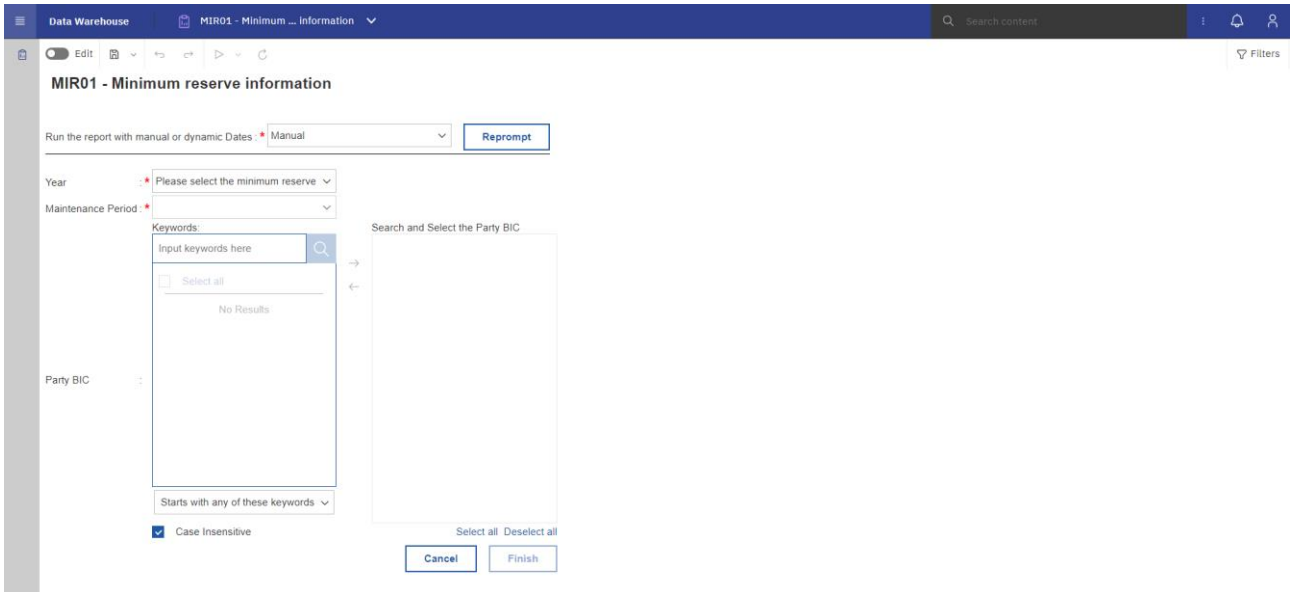 Data Warehouse MIR01 - Minimum ... information Search content
Edit Filters
MIR01 - Minimum reserve information
Run the report with manual or dynamic Dates : * Manual Reprompt
Year : * Please select the minimum reserve
Maintenance Period : *
Keywords: Search and Select the Party BIC
Input keywords here
Select all
No Results
Party BIC :
Starts with any of these keywords
Case Insensitive Select all Deselect all
Cancel Finish